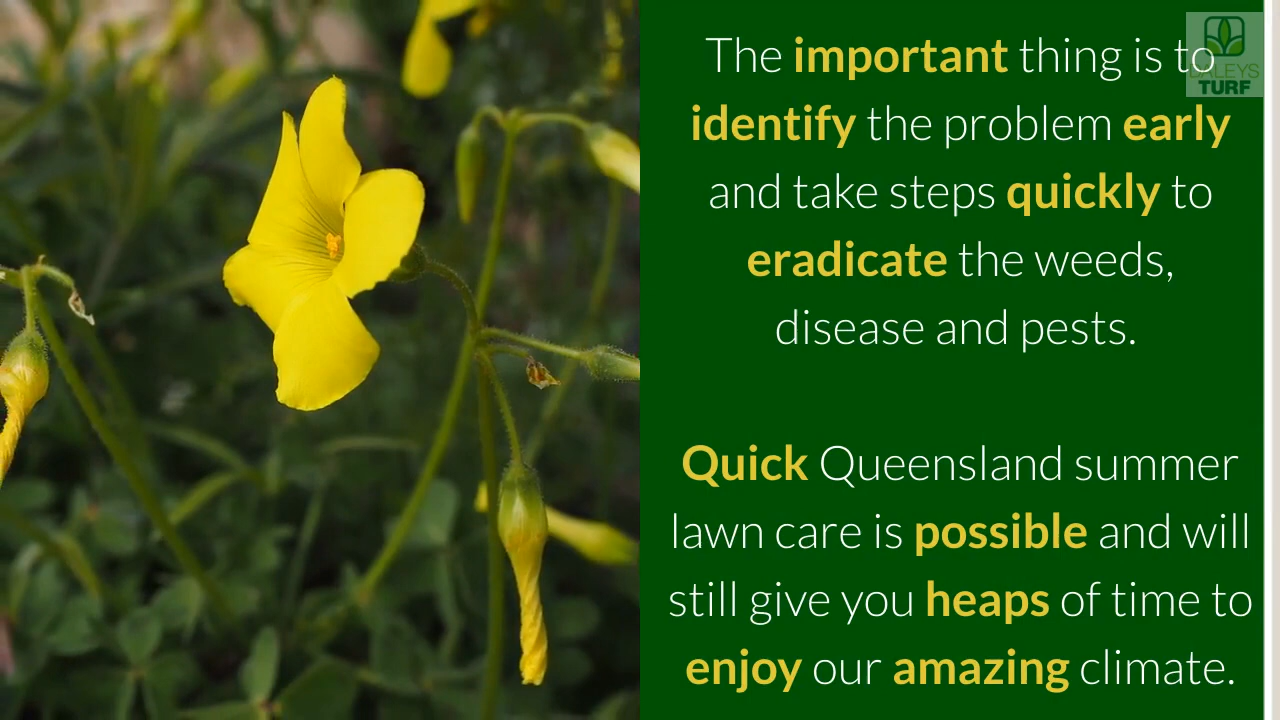 The important thing is to
identify the problem early
and take steps quickly to
eradicate the weeds,
disease and pests.
Quick Queensland summer
lawn care is possible and will
still give you heaps of time to
enjoy our amazing climate.
TURF